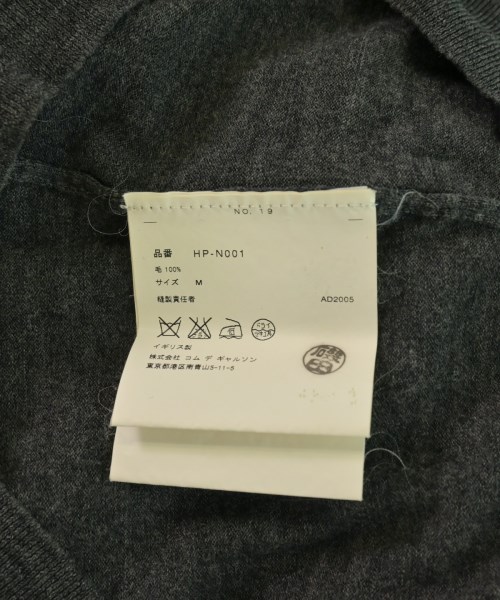 NO. 19
品番 HP-N001
毛 100%
サイズ M
縫製責任者 AD2005
イギリス製
株式会社 コム デ ギャルソン
東京都港区南青山5-11-5